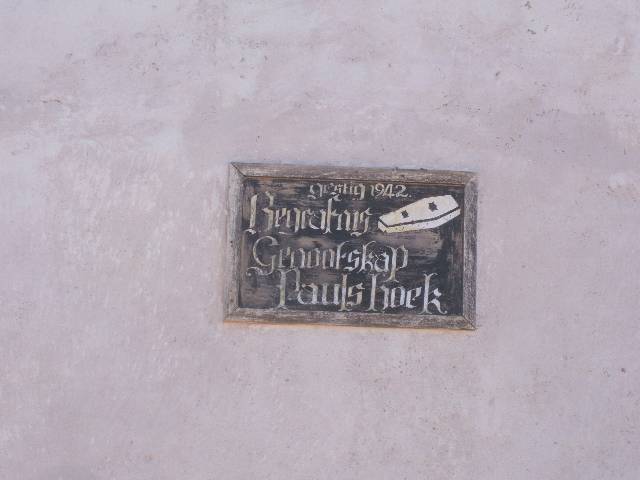 gestig 1942.
Begrafnis
Genootskap
Paulshoek